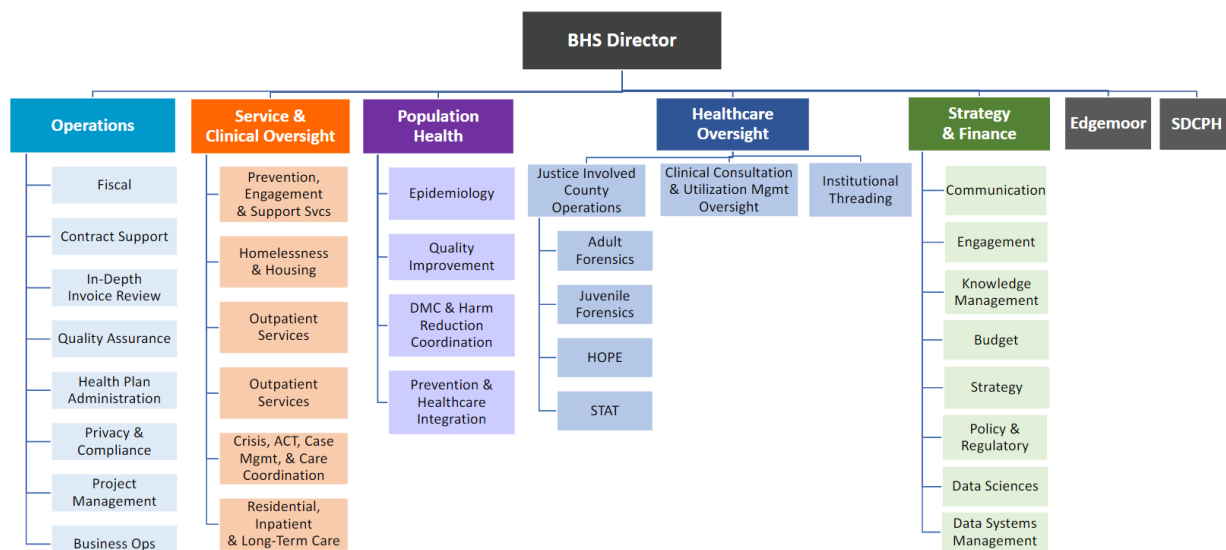 BHS Director
Operations
Service &
Clinical Oversight
Population
Health
Healthcare
Oversight
Strategy
& Finance
Edgemoor
SDCPH
Fiscal
Contract Support
In-Depth
Invoice Review
Quality Assurance
Health Plan
Administration
Privacy &
Compliance
Project
Management
Business Ops
Prevention,
Engagement
& Support Svcs
Homelessness
& Housing
Outpatient
Services
Outpatient
Services
Crisis, ACT, Case
Mgmt, & Care
Coordination
Residential,
Inpatient
& Long-Term Care
Epidemiology
Quality
Improvement
DMC & Harm
Reduction
Coordination
Prevention &
Healthcare
Integration
Justice Involved
County
Operations
Adult
Forensics
Juvenile
Forensics
HOPE
STAT
Clinical Consultation
& Utilization Mgmt
Oversight
Institutional
Threading
Communication
Engagement
Knowledge
Management
Budget
Strategy
Policy &
Regulatory
Data Sciences
Data Systems
Management